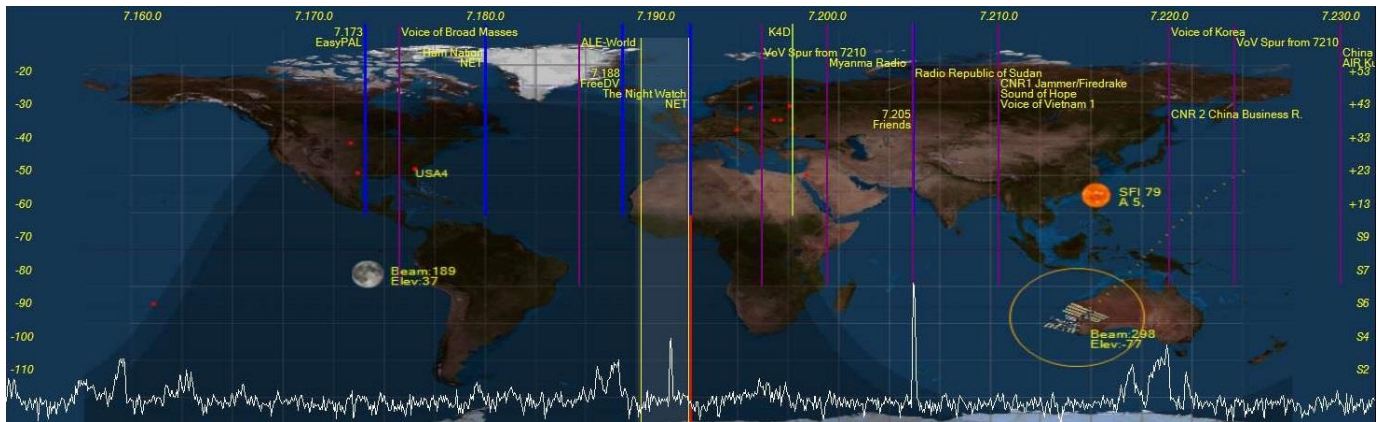 7.160.0 7.170.0 7.180.0 7.190.0 7.200.0 7.210.0 7.220.0 7.230.0
7.173
EasyPAL
Voice of Broad Masses
Ham Nation
NET
ALE-World
7.188
FreeDV
The Night Watch
NET
K4D
VoV Spur from 7210
Myanma Radio
7.205
Friends
Radio Republic of Sudan
CNR1 Jammer/Firedrake
Sound of Hope
Voice of Vietnam 1
Voice of Korea
VoV Spur from 7210
CNR 2 China Business R.
China
AIR Ku
-20
-30
-40
-50
-60
-70
-80
-90
-100
-110
+53
+43
+33
+23
+13
S9
S7
S6
S4
S2
USA4
SFI 79
A 5,
Beam:189
Elev:37
Beam:298
Elev:-77